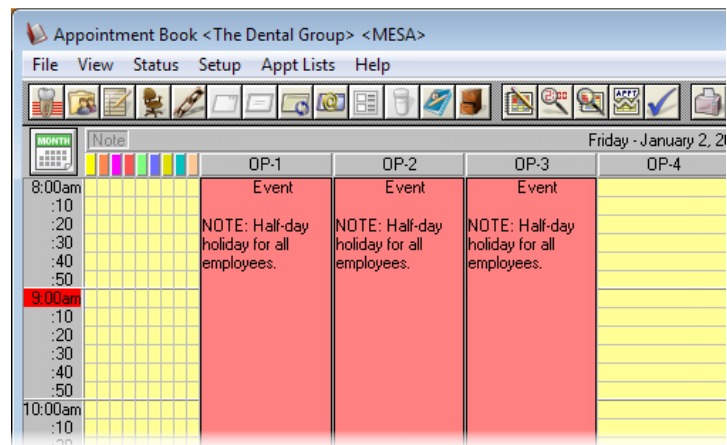 Appointment Book <The Dental Group> <MESA>
File View Status Setup Appt Lists Help
APPT
MONTH
Note
Friday - January 2, 2
OP-1 OP-2 OP-3 OP-4
8:00am Event Event Event
:10
:20 NOTE: Half-day NOTE: Half-day NOTE: Half-day
:30 holiday for all holiday for all holiday for all
:40 employees. employees. employees.
:50
9:00am
:10
:20
:30
:40
:50
10:00am
:10